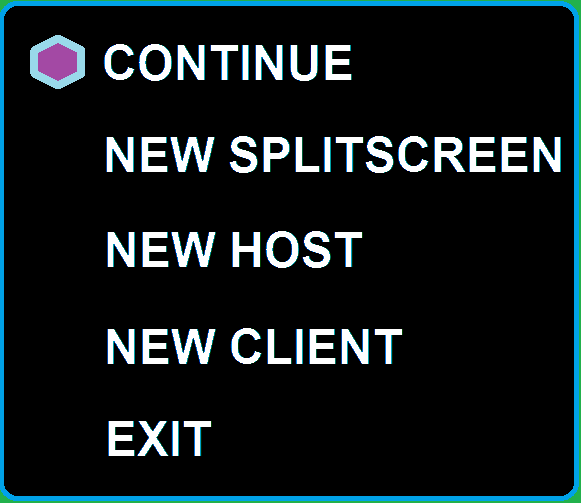 CONTINUE
NEW SPLITSCREEN
NEW HOST
NEW CLIENT
EXIT